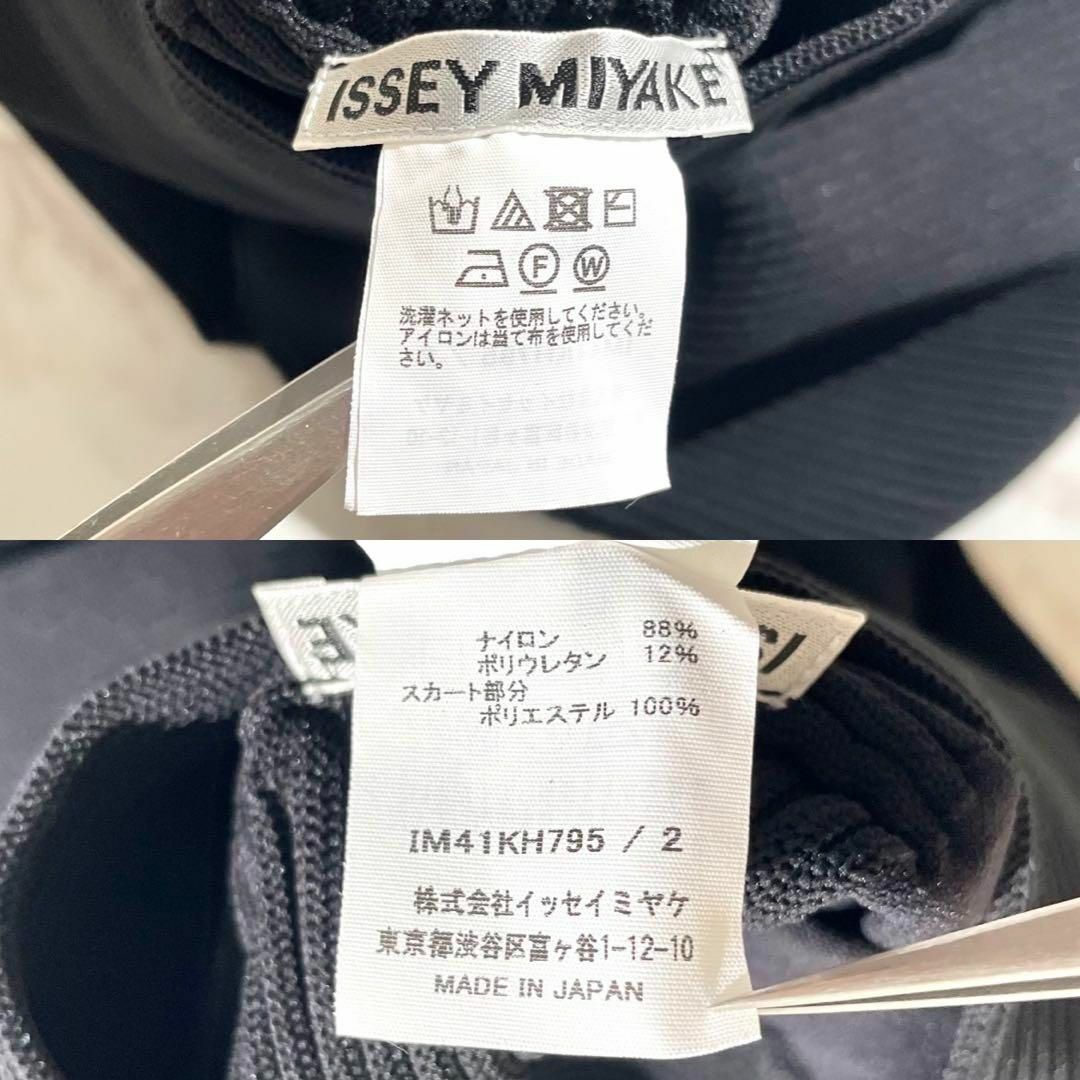 ISSEY MIYAKE
F W
洗濯ネットを使用してください。
アイロンは当て布を使用してくだ
さい。
ナイロン 88%
ポリウレタン 12%
スカート部分
ポリエステル 100%
IM41KH795 / 2
株式会社イッセイミヤケ
東京都渋谷区富ヶ谷1-12-10
MADE IN JAPAN